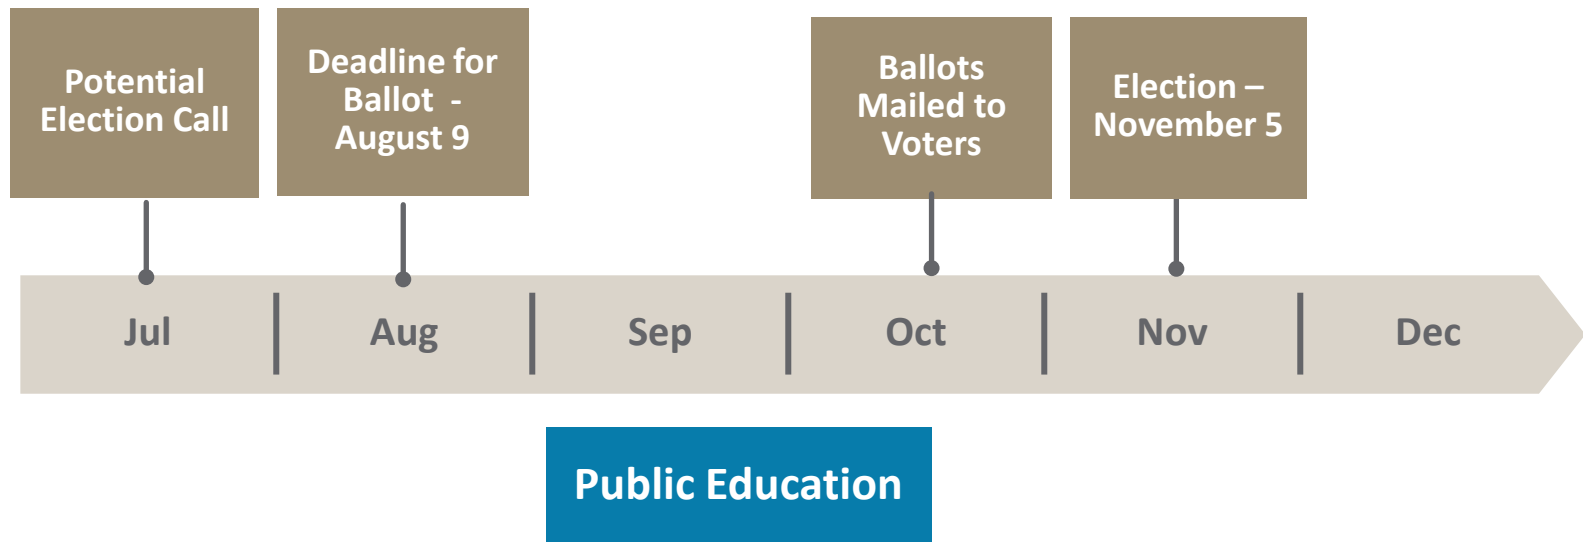 Potential
Election Call
Deadline for
Ballot -
August 9
Ballots
Mailed to
Voters
Election –
November 5
Jul
Aug
Sep
Oct
Nov
Dec
Public Education